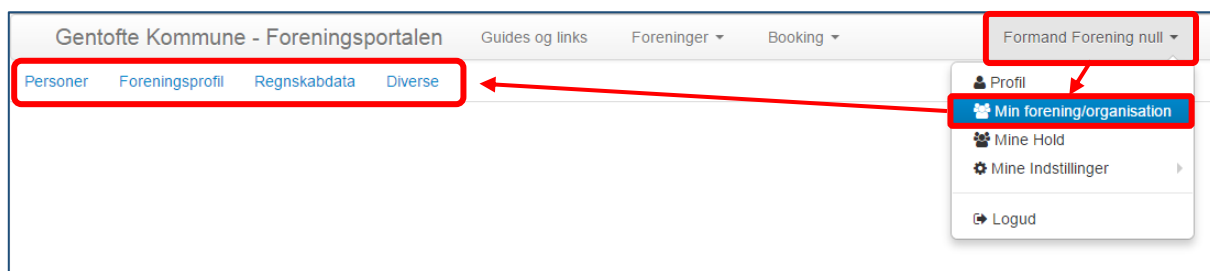 Gentofte Kommune - Foreningsportalen Guides og links Foreninger Booking Formand Forening null
Personer Foreningsprofil Regnskabdata Diverse
Profil
Min forening/organisation
Mine Hold
Mine Indstillinger
Logud